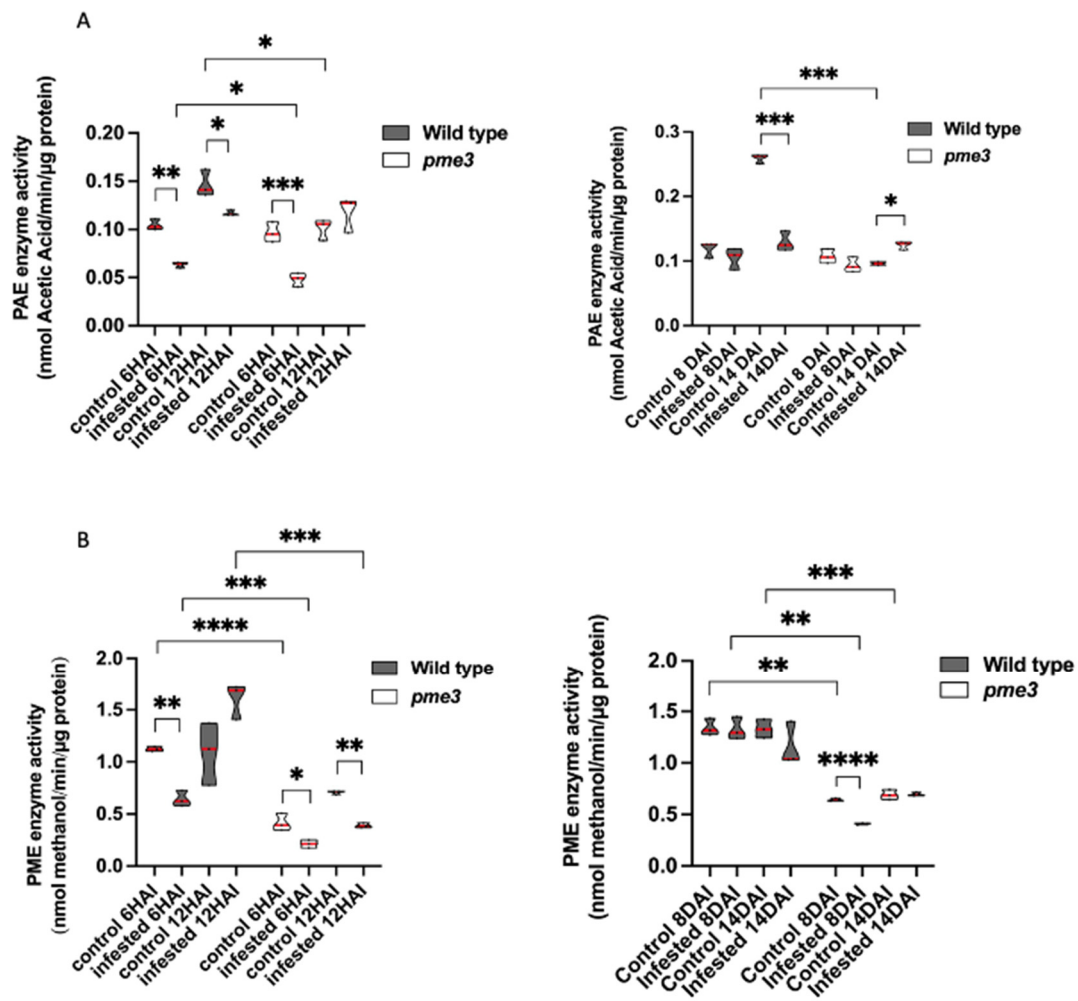 A
*
*
*
**
***
0.20
0.15
0.10
0.05
0.00
PAE enzyme activity
(nmol Acetic Acid/min/µg protein)
Wild type
pme3
control 6HAI
infested 6HAI
control 12HAI
infested 12HAI
control 6HAI
infested 6HAI
control 12HAI
infested 12HAI
***
***
*
0.3
0.2
0.1
0.0
PAE enzyme activity
(nmol Acetic Acid/min/µg protein)
Wild type
pme3
Control 8 DAI
Infested 8DAI
Control 14 DAI
Infested 14DAI
Control 8 DAI
Infested 8DAI
Control 14 DAI
Infested 14DAI
B
***
***
****
**
*
**
2.0
1.5
1.0
0.5
0.0
PME enzyme activity
(nmol methanol/min/µg protein)
Wild type
pme3
control 6HAI
infested 6HAI
control 12HAI
infested 12HAI
control 6HAI
infested 6HAI
control 12HAI
infested 12HAI
***
**
**
****
2.0
1.5
1.0
0.5
0.0
PME enzyme activity
(nmol methanol/min/µg protein)
Wild type
pme3
Control 8DAI
Infested 8DAI
Control 14DAI
Infested 14DAI
Control 8DAI
Infested 8DAI
Control 14DAI
Infested 14DAI